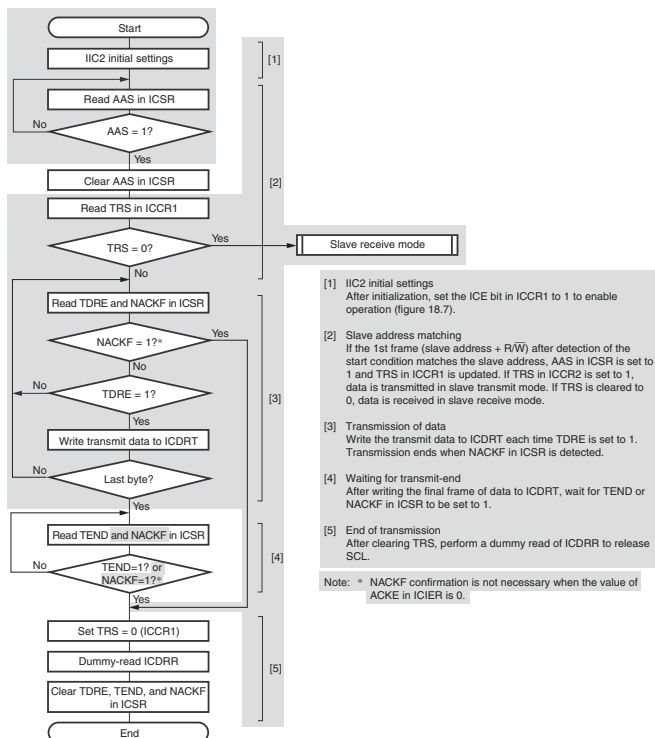 Start
IIC2 initial settings
[1]
Read AAS in ICSR
No
AAS = 1?
Yes
Clear AAS in ICSR
[2]
Read TRS in ICCR1
TRS = 0?
Yes
Slave receive mode
No
Read TDRE and NACKF in ICSR
NACKF = 1?*
Yes
No
No
TDRE = 1?
[3]
Yes
Write transmit data to ICDRT
No
Last byte?
Yes
Read TEND and NACKF in ICSR
[4]
No
TEND=1? or
NACKF=1?*
Yes
Set TRS = 0 (ICCR1)
Dummy-read ICDRR
[5]
Clear TDRE, TEND, and NACKF
in ICSR
End
[1] IIC2 initial settings
After initialization, set the ICE bit in ICCR1 to 1 to enable
operation (figure 18.7).
[2] Slave address matching
If the 1st frame (slave address + R/W̅) after detection of the
start condition matches the slave address, AAS in ICSR is set to
1 and TRS in ICCR1 is updated. If TRS in ICCR2 is set to 1,
data is transmitted in slave transmit mode. If TRS is cleared to
0, data is received in slave receive mode.
[3] Transmission of data
Write the transmit data to ICDRT each time TDRE is set to 1.
Transmission ends when NACKF in ICSR is detected.
[4] Waiting for transmit-end
After writing the final frame of data to ICDRT, wait for TEND or
NACKF in ICSR to be set to 1.
[5] End of transmission
After clearing TRS, perform a dummy read of ICDRR to release
SCL.
Note: * NACKF confirmation is not necessary when the value of
ACKE in ICIER is 0.